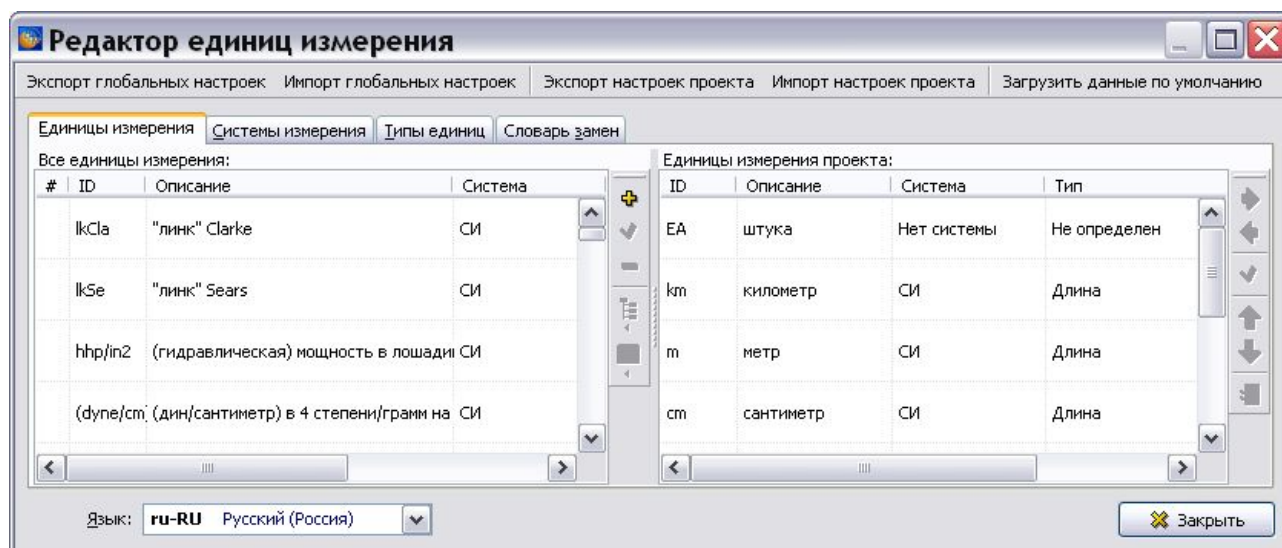 Редактор единиц измерения
Экспорт глобальных настроек Импорт глобальных настроек Экспорт настроек проекта Импорт настроек проекта Загрузить данные по умолчанию
Единицы измерения Системы измерения Типы единиц Словарь замен
Все единицы измерения:
# ID Описание Система
lkCla "линк" Clarke СИ
lkSe "линк" Sears СИ
hhp/in2 (гидравлическая) мощность в лошади СИ
(dyne/cm (дин/сантиметр) в 4 степени/грамм на СИ
Единицы измерения проекта:
ID Описание Система Тип
EA штука Нет системы Не определен
km километр СИ Длина
m метр СИ Длина
cm сантиметр СИ Длина
Язык: ru-RU Русский (Россия)
Закрыть